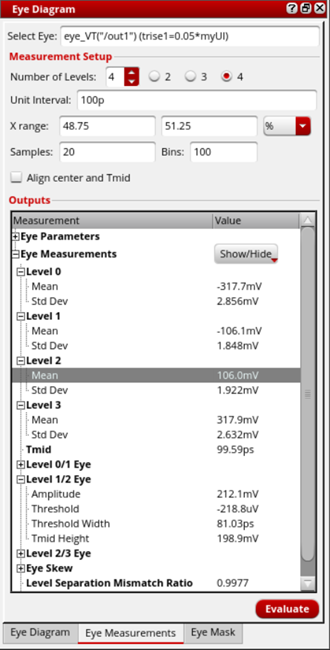 Eye Diagram
Select Eye: eye_VT("/out1") (trise1=0.05*myUI)
Measurement Setup
Number of Levels: 4 2 3 4
Unit Interval: 100p
X range: 48.75 51.25 %
Samples: 20 Bins: 100
Align center and Tmid
Outputs
Measurement Value
Eye Parameters
Eye Measurements Show/Hide
Level 0
Mean -317.7mV
Std Dev 2.856mV
Level 1
Mean -106.1mV
Std Dev 1.848mV
Level 2
Mean 106.0mV
Std Dev 1.922mV
Level 3
Mean 317.9mV
Std Dev 2.632mV
Tmid 99.59ps
Level 0/1 Eye
Level 1/2 Eye
Amplitude 212.1mV
Threshold -218.8uV
Threshold Width 81.03ps
Tmid Height 198.9mV
Level 2/3 Eye
Eye Skew
Level Separation Mismatch Ratio 0.9977
Evaluate
Eye Diagram Eye Measurements Eye Mask